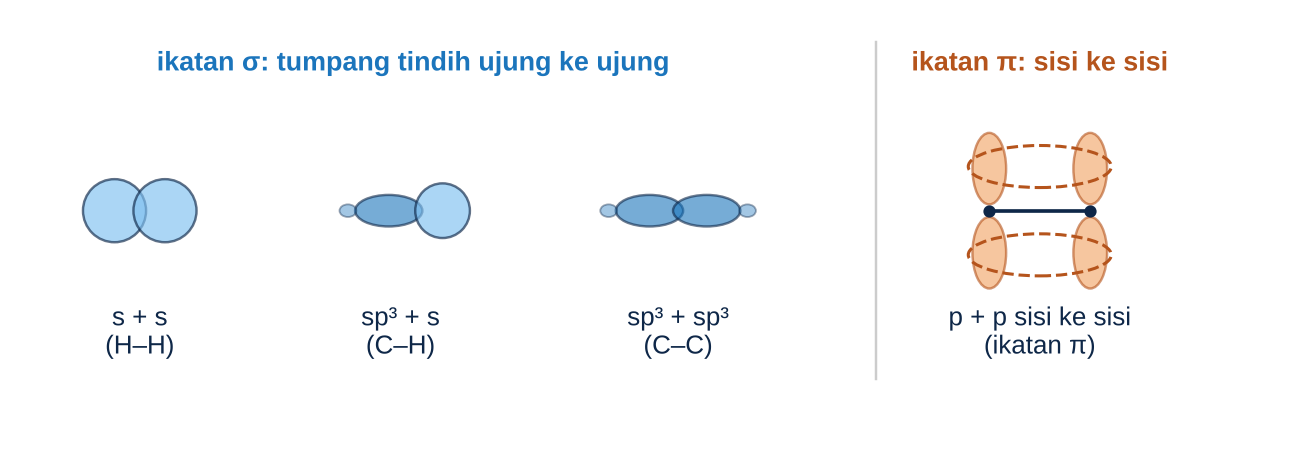 ikatan σ: tumpang tindih ujung ke ujung
ikatan π: sisi ke sisi
s + s
(H–H)
sp³ + s
(C–H)
sp³ + sp³
(C–C)
p + p sisi ke sisi
(ikatan π)